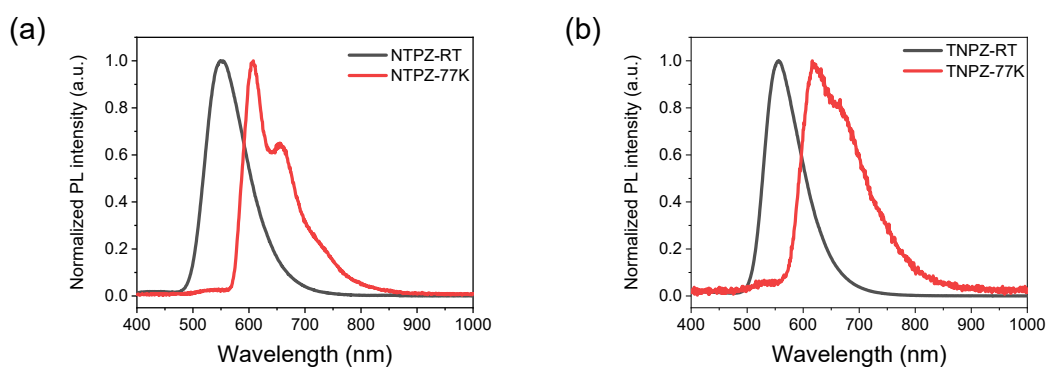 (a)
NTPZ-RT
NTPZ-77K
Normalized PL intensity (a.u.)
1.0
0.8
0.6
0.4
0.2
0.0
400 500 600 700 800 900 1000
Wavelength (nm)
(b)
TNPZ-RT
TNPZ-77K
Normalized PL intensity (a.u.)
1.0
0.8
0.6
0.4
0.2
0.0
400 500 600 700 800 900 1000
Wavelength (nm)